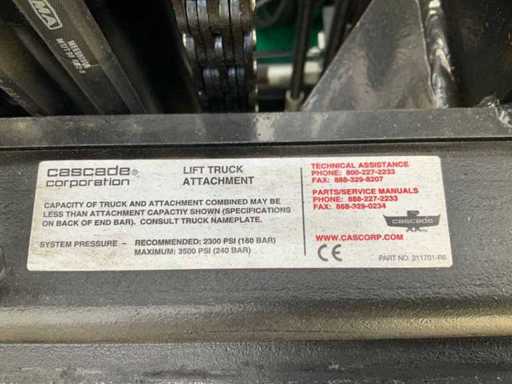 cascade®
corporation
LIFT TRUCK
ATTACHMENT
CAPACITY OF TRUCK AND ATTACHMENT COMBINED MAY BE
LESS THAN ATTACHMENT CAPACTIY SHOWN (SPECIFICATIONS
ON BACK OF END BAR). CONSULT TRUCK NAMEPLATE.
SYSTEM PRESSURE – RECOMMENDED: 2300 PSI (160 BAR)
MAXIMUM: 3500 PSI (240 BAR)
TECHNICAL ASSISTANCE
PHONE: 800-227-2233
FAX: 888-329-8207
PARTS/SERVICE MANUALS
PHONE: 888-227-2233
FAX: 888-329-0234
cascade
WWW.CASCORP.COM
CE
PART NO. 211701-R6